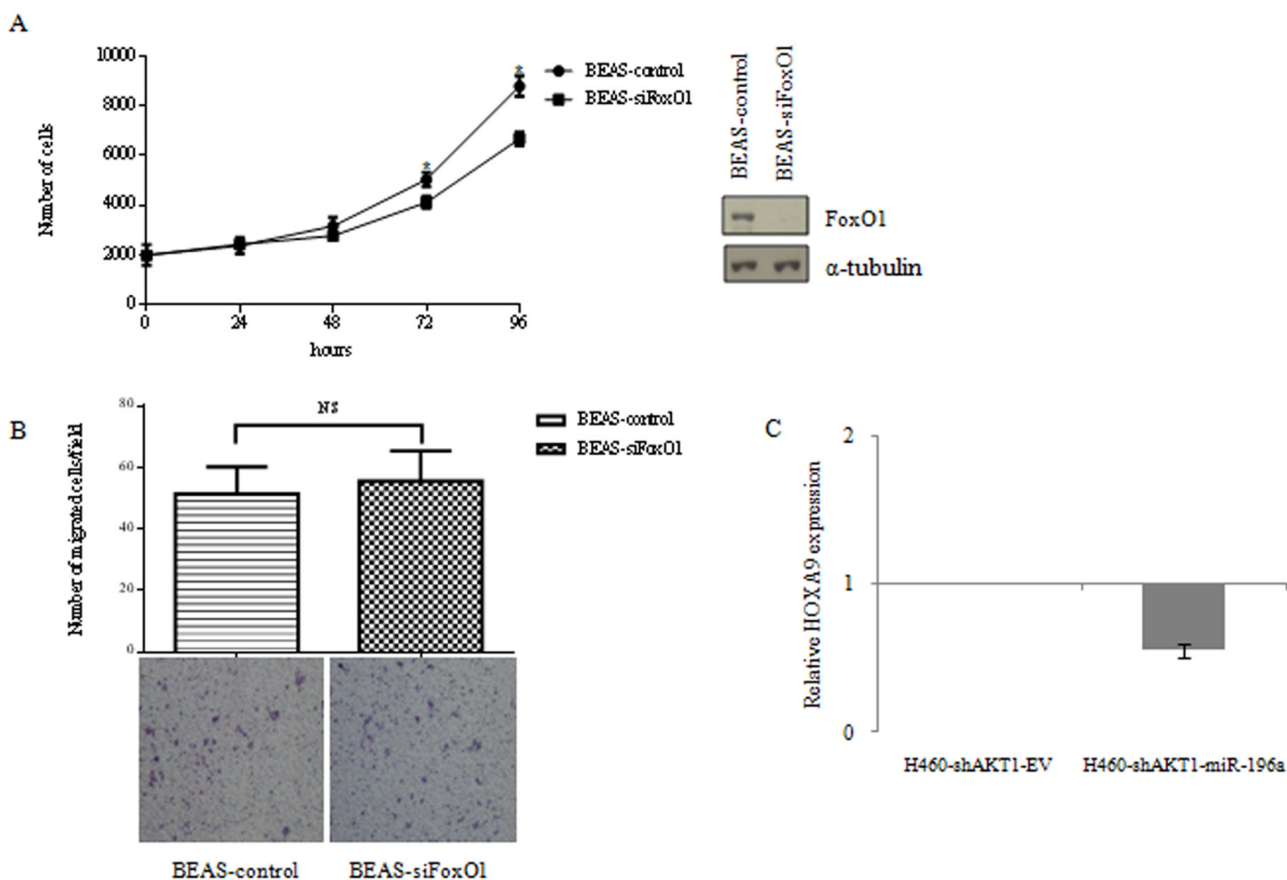 A
10000
8000
6000
4000
2000
0
Number of cells
0 24 48 72 96
hours
*
*
BEAS-control
BEAS-siFoxO1
BEAS-control
BEAS-siFoxO1
FoxO1
α-tubulin
B
80
60
40
20
0
Number of migrated cells/field
NS
BEAS-control
BEAS-siFoxO1
BEAS-control
BEAS-siFoxO1
C
2
1
0
Relative HOXA9 expression
H460-shAKT1-EV
H460-shAKT1-miR-196a